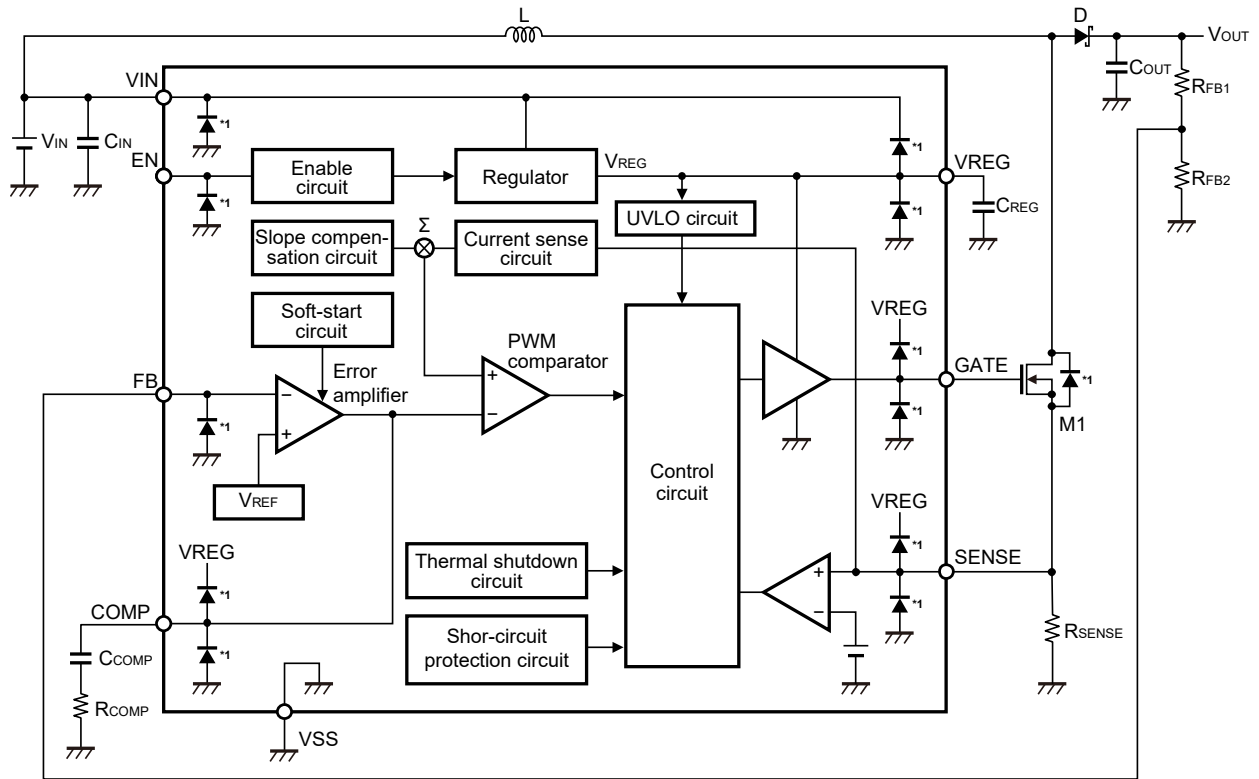 L
D
VOUT
COUT
RFB1
VIN
VIN
CIN
*1
*1
EN
Enable
circuit
Regulator
VREG
VREG
*1
*1
CREG
RFB2
UVLO circuit
Slope compen-
sation circuit
Σ
Current sense
circuit
Soft-start
circuit
PWM
comparator
VREG
*1
GATE
*1
*1
M1
FB
Error
amplifier
*1
−
+
+
−
VREF
Control
circuit
VREG
*1
SENSE
*1
+
−
RSENSE
VREG
*1
COMP
*1
CCOMP
RCOMP
Thermal shutdown
circuit
Shor-circuit
protection circuit
VSS